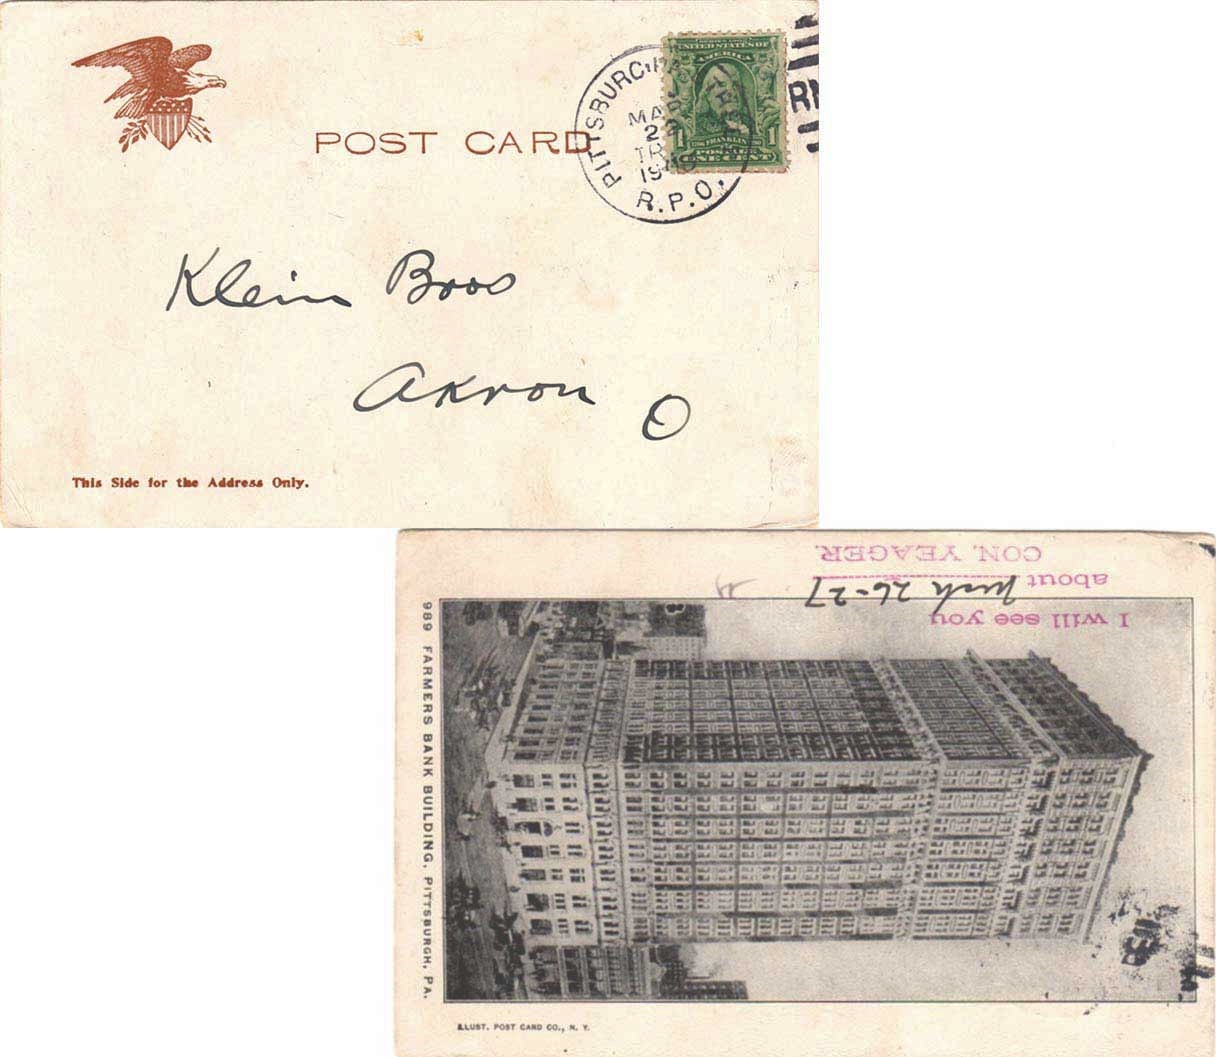 POST CARD
PITTSBURG
MAR
TR
R.P.O.
UNITED STATES OF
AMERICA
1 FRANKLIN
POSTAGE
ONE CENT
Klein Bros
Akron O
This Side for the Address Only.
I will see you
about Mch 26-27
CON. YEAGER.
989 FARMERS BANK BUILDING, PITTSBURGH, PA.
ILLUST. POST CARD CO., N. Y.